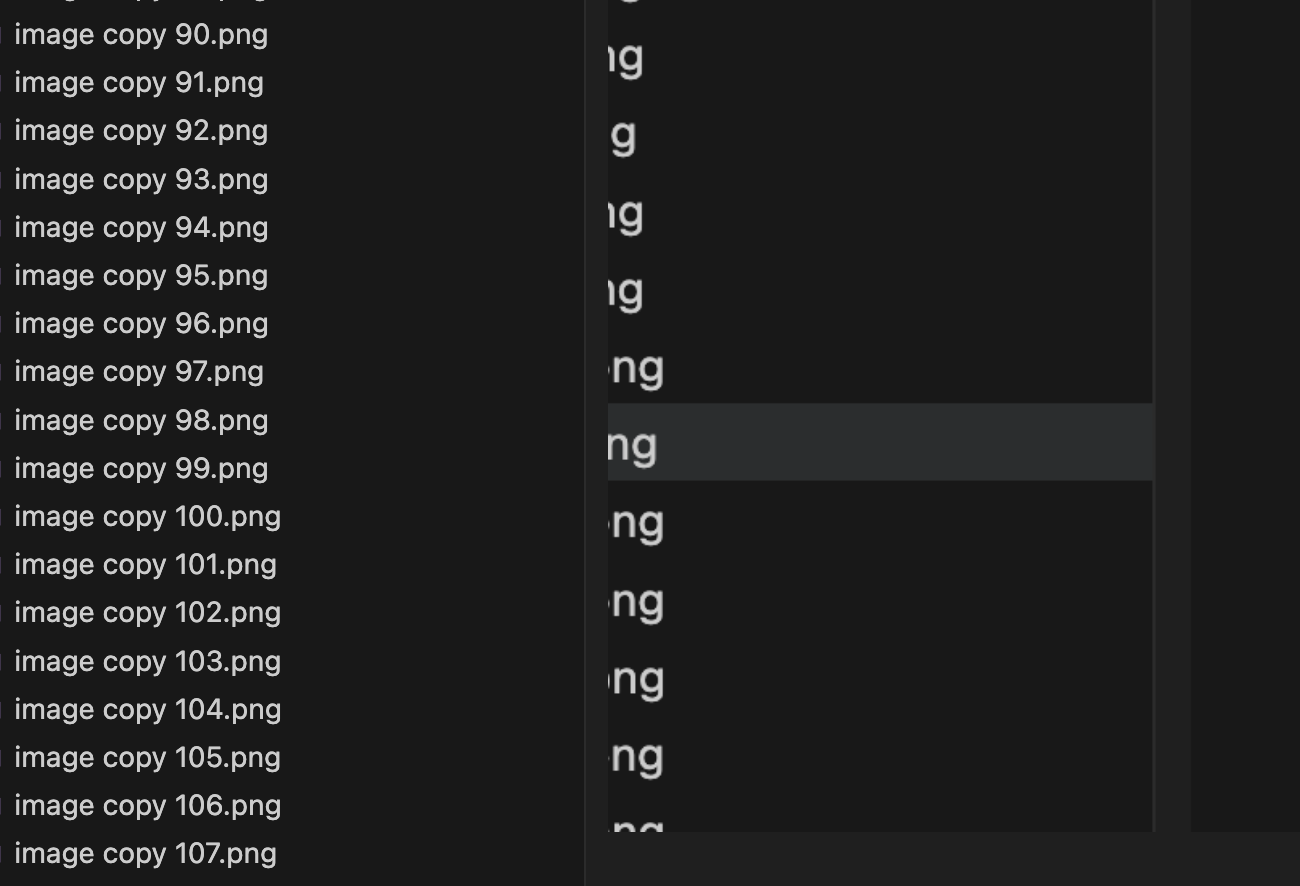 image copy 90.png
image copy 91.png
image copy 92.png
image copy 93.png
image copy 94.png
image copy 95.png
image copy 96.png
image copy 97.png
image copy 98.png
image copy 99.png
image copy 100.png
image copy 101.png
image copy 102.png
image copy 103.png
image copy 104.png
image copy 105.png
image copy 106.png
image copy 107.png
ng
g
ng
ng
ng
ng
ng
ng
ng
ng